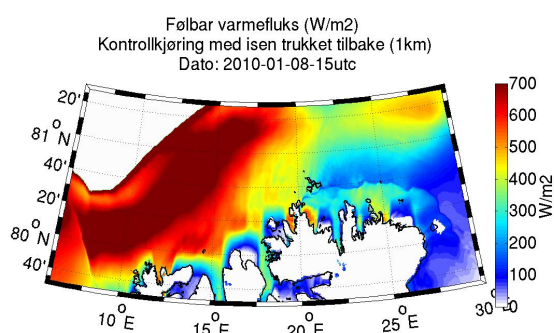 Følbar varmefluks (W/m2)
Kontrollkjøring med isen trukket tilbake (1km)
Dato: 2010-01-08-15utc
20'
81 °N
40'
20'
80 °N
40'
10 °E
15 °E
20 °E
25 °E
30 °E
700
600
500
400
300
200
100
0
W/m2